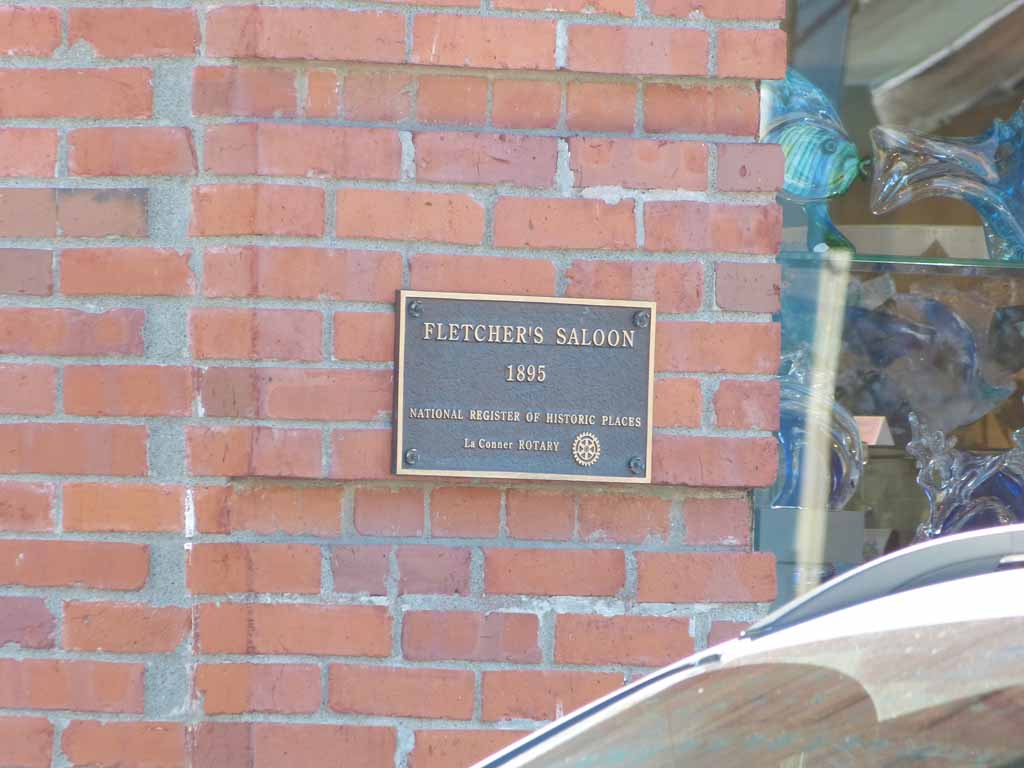 FLETCHER'S SALOON
1895
NATIONAL REGISTER OF HISTORIC PLACES
La Conner ROTARY